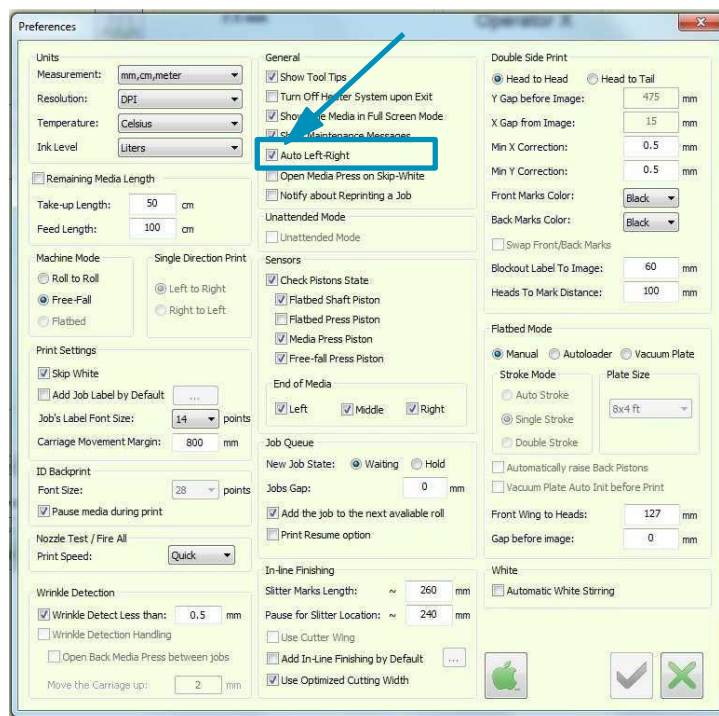 Operator X
Preferences
Units
Measurement: mm,cm,meter
Resolution: DPI
Temperature: Celsius
Ink Level Liters
Remaining Media Length
Take-up Length: 50 cm
Feed Length: 100 cm
Machine Mode
Roll to Roll
Free-Fall
Flatbed
Single Direction Print
Left to Right
Right to Left
Print Settings
Skip White
Add Job Label by Default ...
Job's Label Font Size: 14 points
Carriage Movement Margin: 800 mm
ID Backprint
Font Size: 28 points
Pause media during print
Nozzle Test / Fire All
Print Speed: Quick
Wrinkle Detection
Wrinkle Detect Less than: 0.5 mm
Wrinkle Detection Handling
Open Back Media Press between jobs
Move the Carriage up: 2 mm
General
Show Tool Tips
Turn Off Heater System upon Exit
Show the Media in Full Screen Mode
Show Maintenance Messages
Auto Left-Right
Open Media Press on Skip-White
Notify about Reprinting a Job
Unattended Mode
Unattended Mode
Sensors
Check Pistons State
Flatbed Shaft Piston
Flatbed Press Piston
Media Press Piston
Free-fall Press Piston
End of Media
Left Middle Right
Job Queue
New Job State: Waiting Hold
Jobs Gap: 0 mm
Add the job to the next avaliable roll
Print Resume option
In-line Finishing
Slitter Marks Length: ~ 260 mm
Pause for Slitter Location: ~ 240 mm
Use Cutter Wing
Add In-Line Finishing by Default ...
Use Optimized Cutting Width
Double Side Print
Head to Head Head to Tail
Y Gap before Image: 475 mm
X Gap from Image: 15 mm
Min X Correction: 0.5 mm
Min Y Correction: 0.5 mm
Front Marks Color: Black
Back Marks Color: Black
Swap Front/Back Marks
Blockout Label To Image: 60 mm
Heads To Mark Distance: 100 mm
Flatbed Mode
Manual Autoloader Vacuum Plate
Stroke Mode
Auto Stroke
Single Stroke
Double Stroke
Plate Size
8x4 ft
Automatically raise Back Pistons
Vacuum Plate Auto Init before Print
Front Wing to Heads: 127 mm
Gap before image: 0 mm
White
Automatic White Stirring